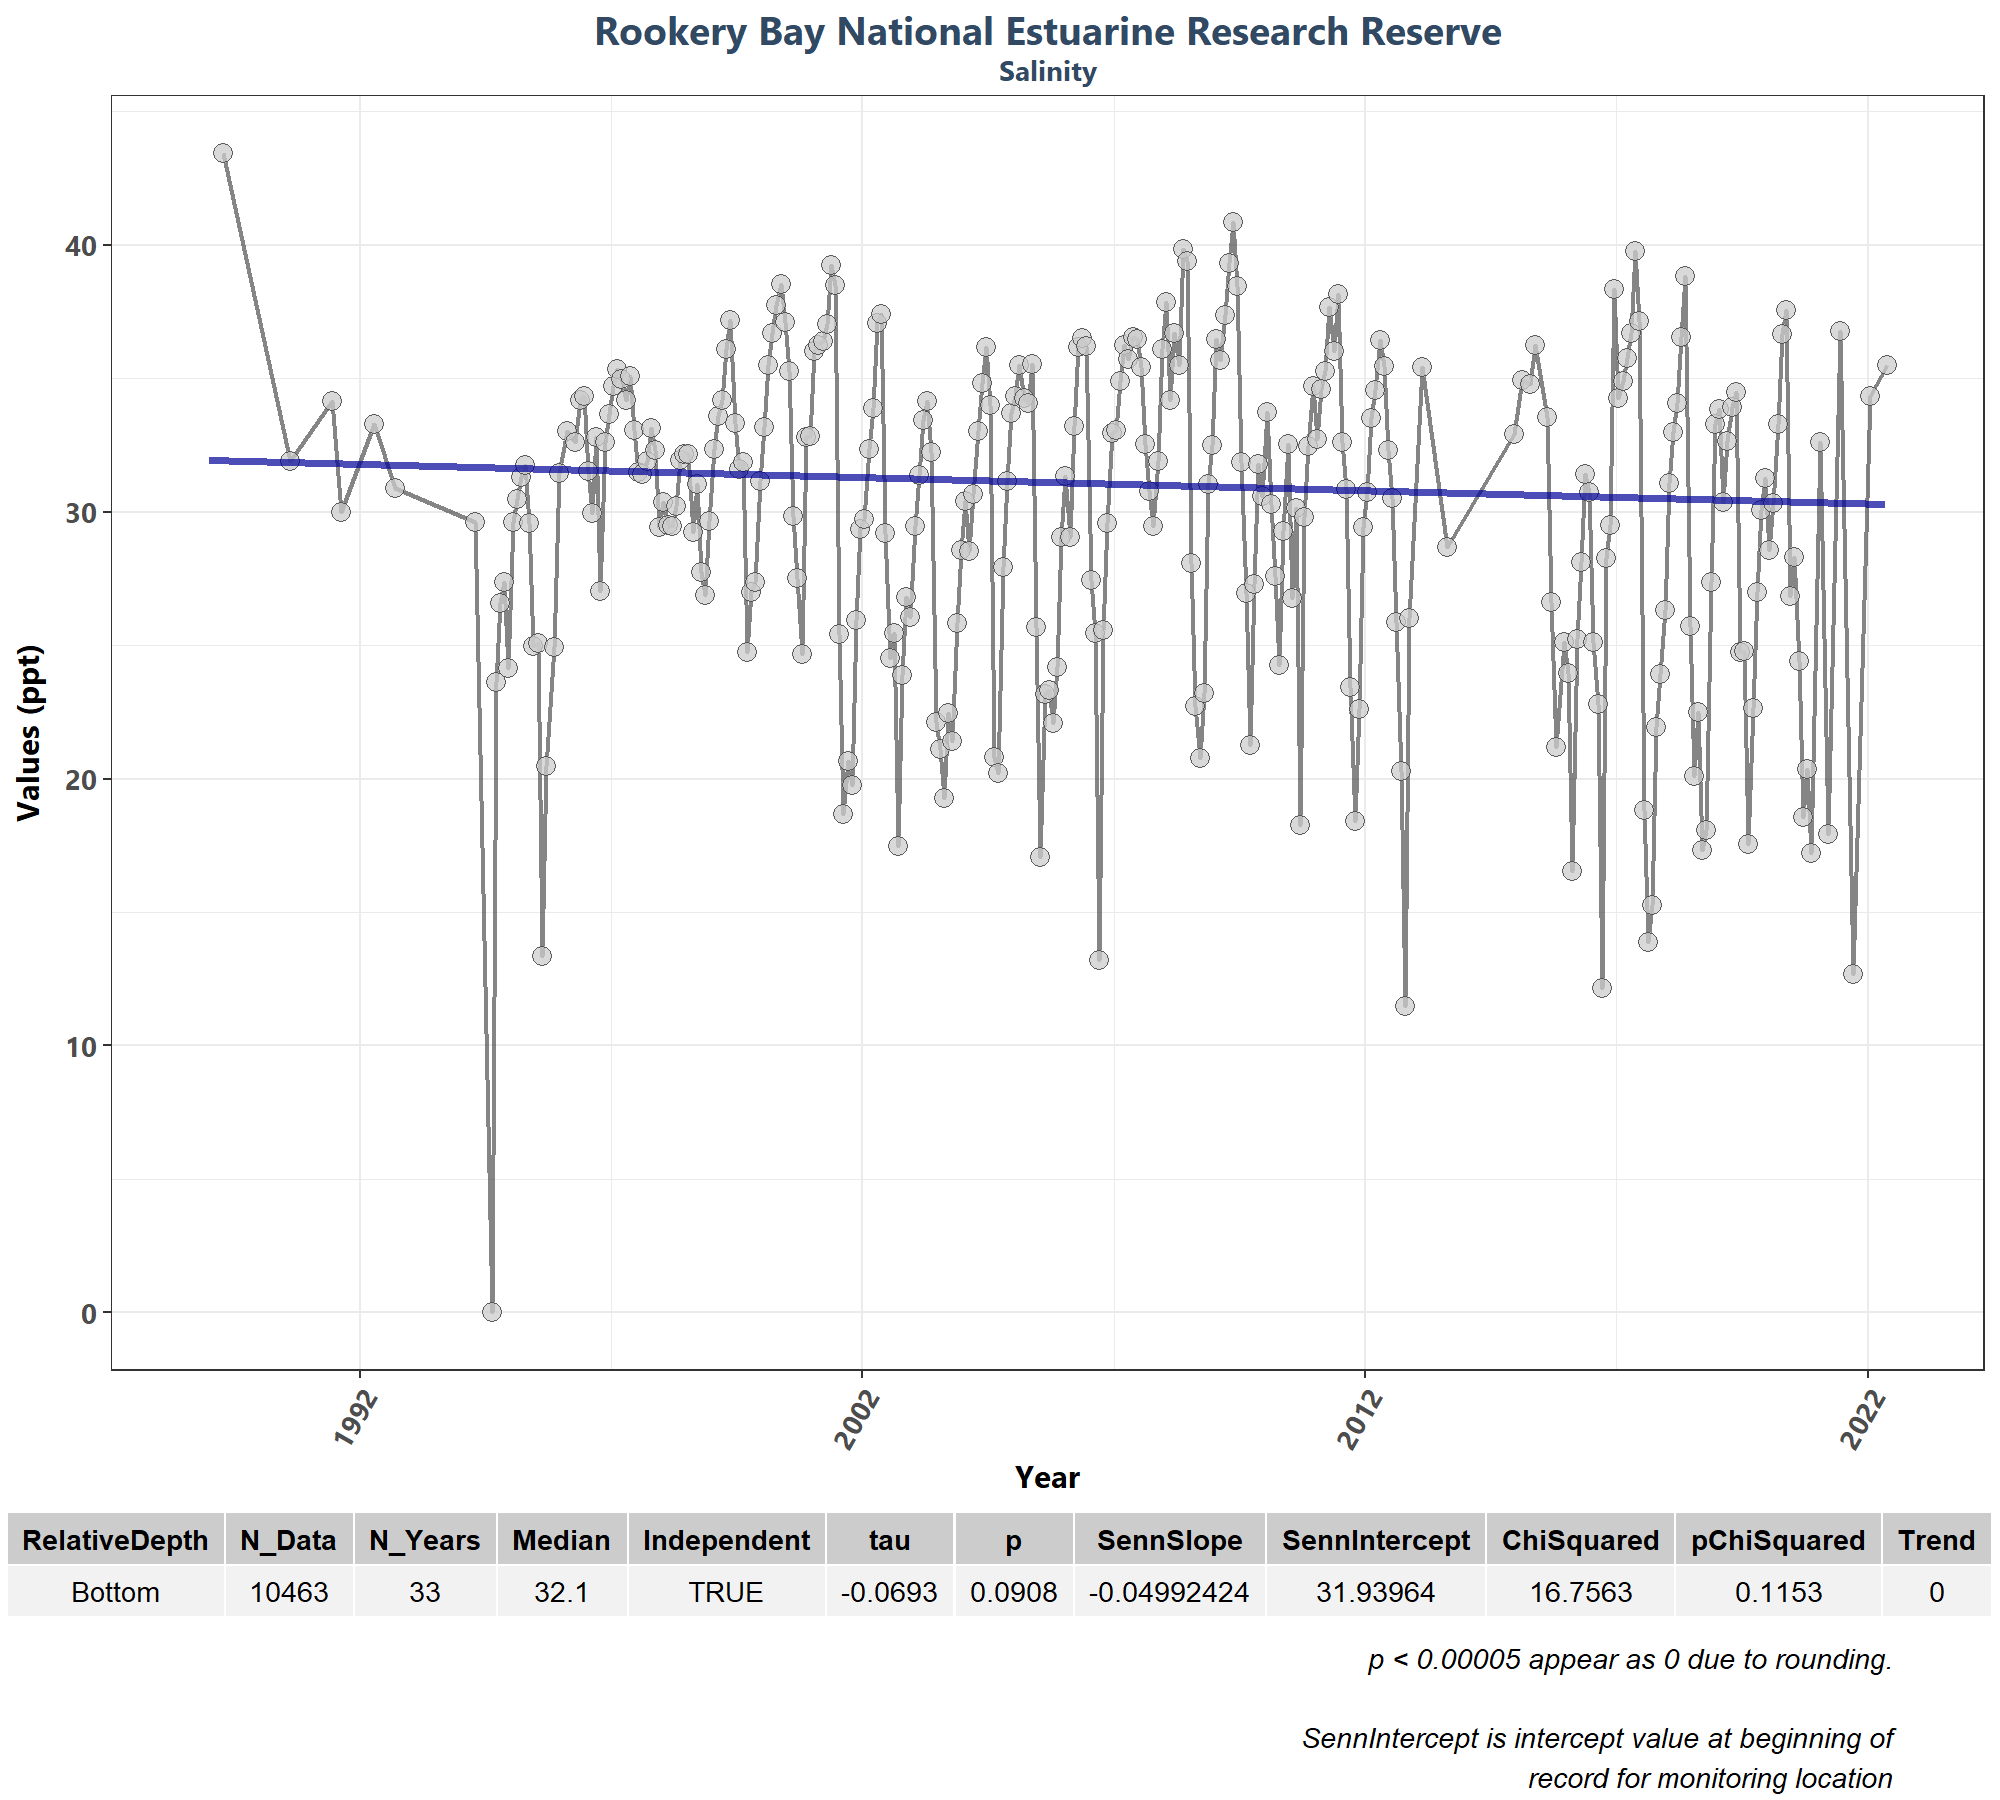 Rookery Bay National Estuarine Research Reserve
Salinity
Values (ppt)
40
30
20
10
0
1992 2002 2012 2022
Year
RelativeDepth N_Data N_Years Median Independent tau p SennSlope SennIntercept ChiSquared pChiSquared Trend
Bottom 10463 33 32.1 TRUE -0.0693 0.0908 -0.04992424 31.93964 16.7563 0.1153 0
p < 0.00005 appear as 0 due to rounding.
SennIntercept is intercept value at beginning of
record for monitoring location